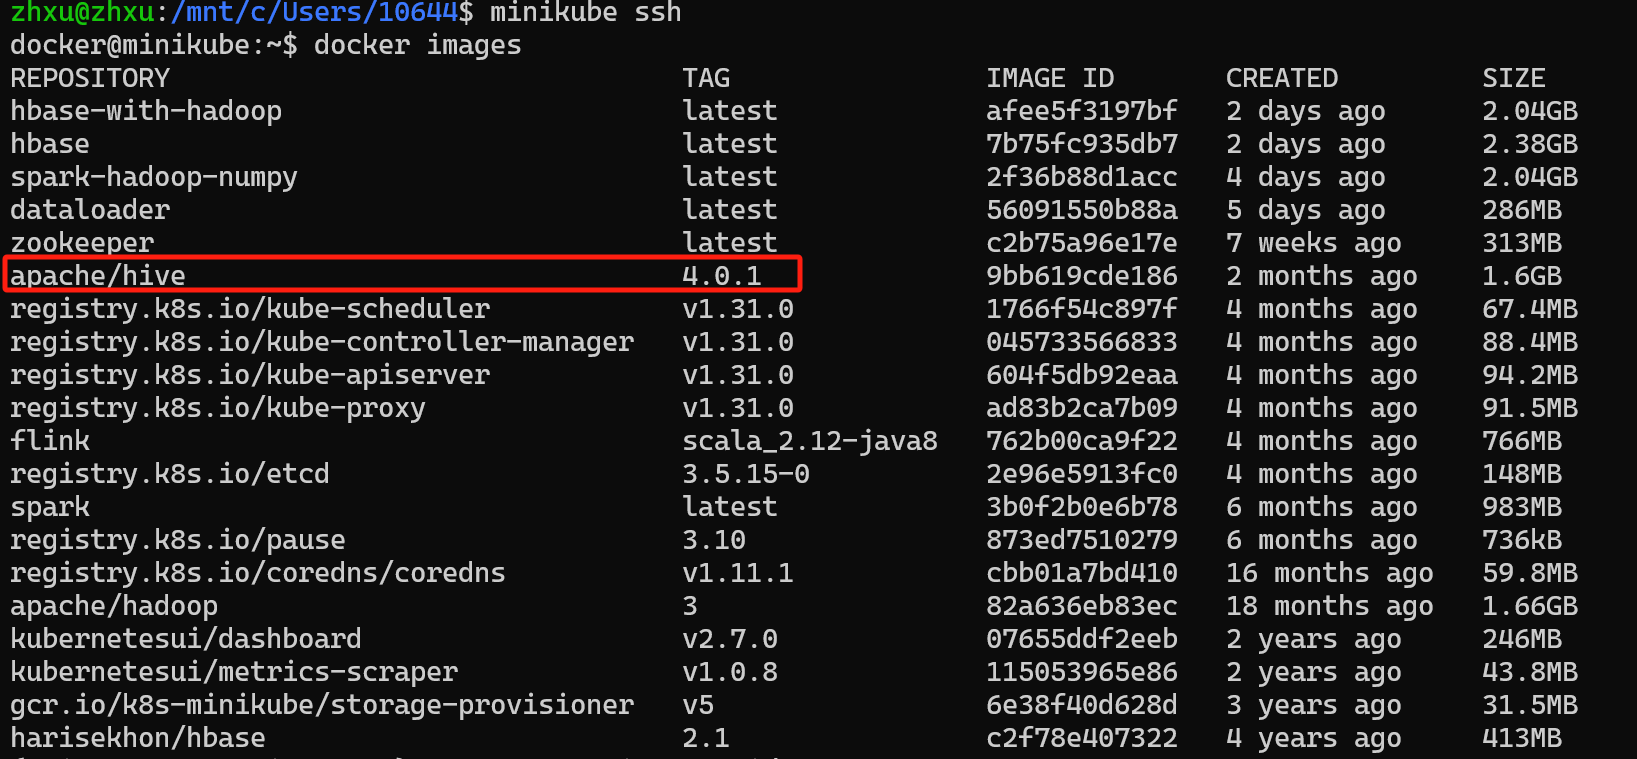 zhxu@zhxu:/mnt/c/Users/10644$ minikube ssh
docker@minikube:~$ docker images
REPOSITORY TAG IMAGE ID CREATED SIZE
hbase-with-hadoop latest afee5f3197bf 2 days ago 2.04GB
hbase latest 7b75fc935db7 2 days ago 2.38GB
spark-hadoop-numpy latest 2f36b88d1acc 4 days ago 2.04GB
dataloader latest 56091550b88a 5 days ago 286MB
zookeeper latest c2b75a96e17e 7 weeks ago 313MB
apache/hive 4.0.1 9bb619cde186 2 months ago 1.6GB
registry.k8s.io/kube-scheduler v1.31.0 1766f54c897f 4 months ago 67.4MB
registry.k8s.io/kube-controller-manager v1.31.0 045733566833 4 months ago 88.4MB
registry.k8s.io/kube-apiserver v1.31.0 604f5db92eaa 4 months ago 94.2MB
registry.k8s.io/kube-proxy v1.31.0 ad83b2ca7b09 4 months ago 91.5MB
flink scala_2.12-java8 762b00ca9f22 4 months ago 766MB
registry.k8s.io/etcd 3.5.15-0 2e96e5913fc0 4 months ago 148MB
spark latest 3b0f2b0e6b78 6 months ago 983MB
registry.k8s.io/pause 3.10 873ed7510279 6 months ago 736kB
registry.k8s.io/coredns/coredns v1.11.1 cbb01a7bd410 16 months ago 59.8MB
apache/hadoop 3 82a636eb83ec 18 months ago 1.66GB
kubernetesui/dashboard v2.7.0 07655ddf2eeb 2 years ago 246MB
kubernetesui/metrics-scraper v1.0.8 115053965e86 2 years ago 43.8MB
gcr.io/k8s-minikube/storage-provisioner v5 6e38f40d628d 3 years ago 31.5MB
harisekhon/hbase 2.1 c2f78e407322 4 years ago 413MB